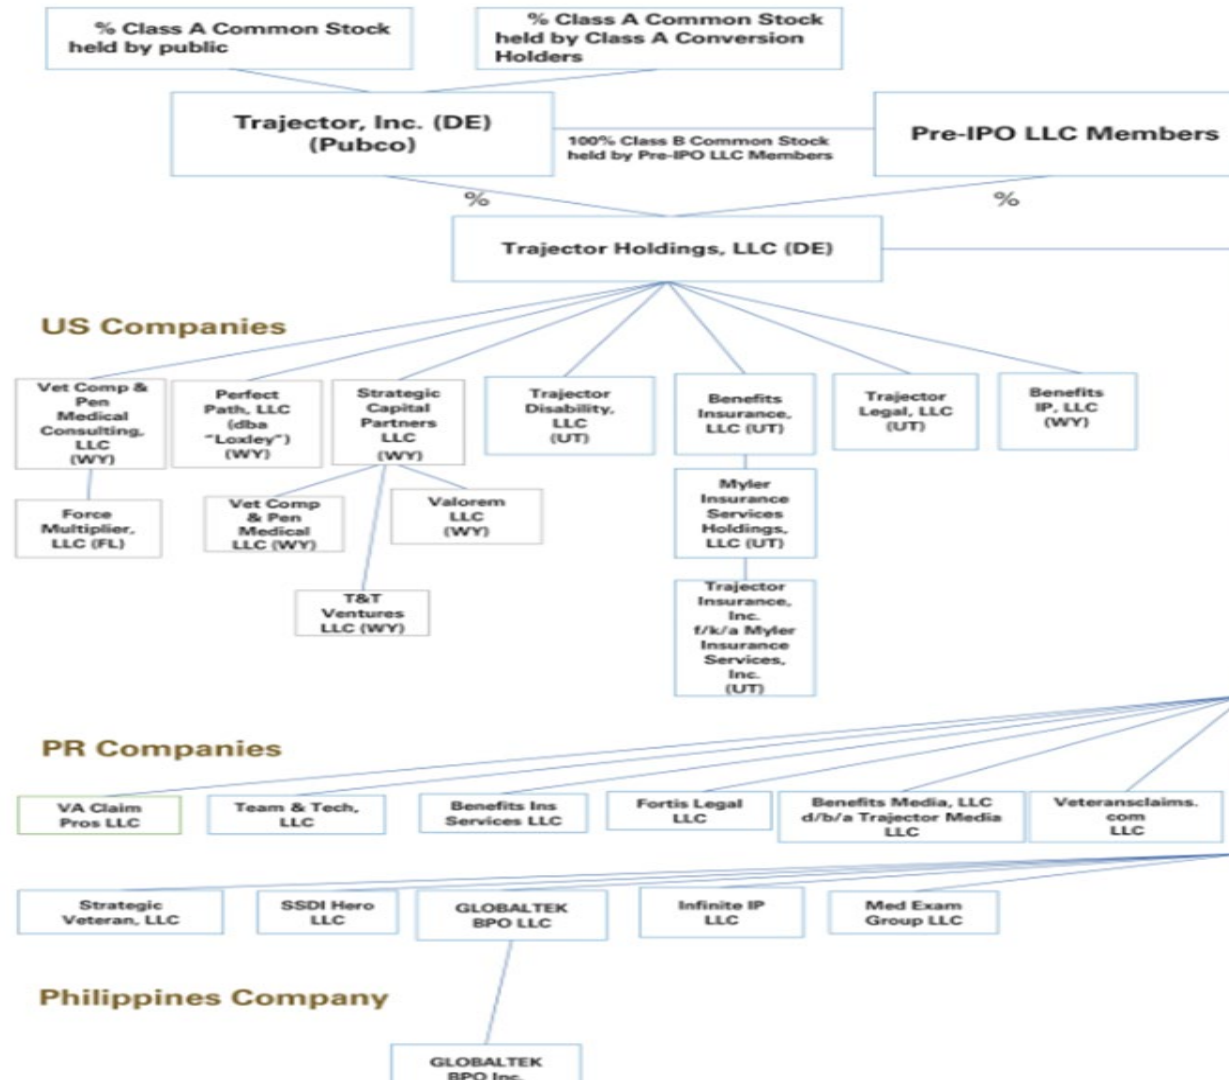 % Class A Common Stock
held by public
% Class A Common Stock
held by Class A Conversion
Holders
Trajector, Inc. (DE)
(Pubco)
100% Class B Common Stock
held by Pre-IPO LLC Members
Pre-IPO LLC Members
%
%
Trajector Holdings, LLC (DE)
US Companies
Vet Comp &
Pen
Medical
Consulting,
LLC
(WY)
Perfect
Path, LLC
(dba
"Loxley")
(WY)
Strategic
Capital
Partners
LLC
(WY)
Trajector
Disability,
LLC
(UT)
Benefits
Insurance,
LLC (UT)
Trajector
Legal, LLC
(UT)
Benefits
IP, LLC
(WY)
Force
Multiplier,
LLC (FL)
Vet Comp
& Pen
Medical
LLC (WY)
Valorem
LLC
(WY)
Myler
Insurance
Services
Holdings,
LLC (UT)
T&T
Ventures
LLC (WY)
Trajector
Insurance,
Inc.
f/k/a Myler
Insurance
Services,
Inc.
(UT)
PR Companies
VA Claim
Pros LLC
Team & Tech,
LLC
Benefits Ins
Services LLC
Fortis Legal
LLC
Benefits Media, LLC
d/b/a Trajector Media
LLC
Veteransclaims.
com
LLC
Strategic
Veteran, LLC
SSDI Hero
LLC
GLOBALTEK
BPO LLC
Infinite IP
LLC
Med Exam
Group LLC
Philippines Company
GLOBALTEK
BPO Inc.